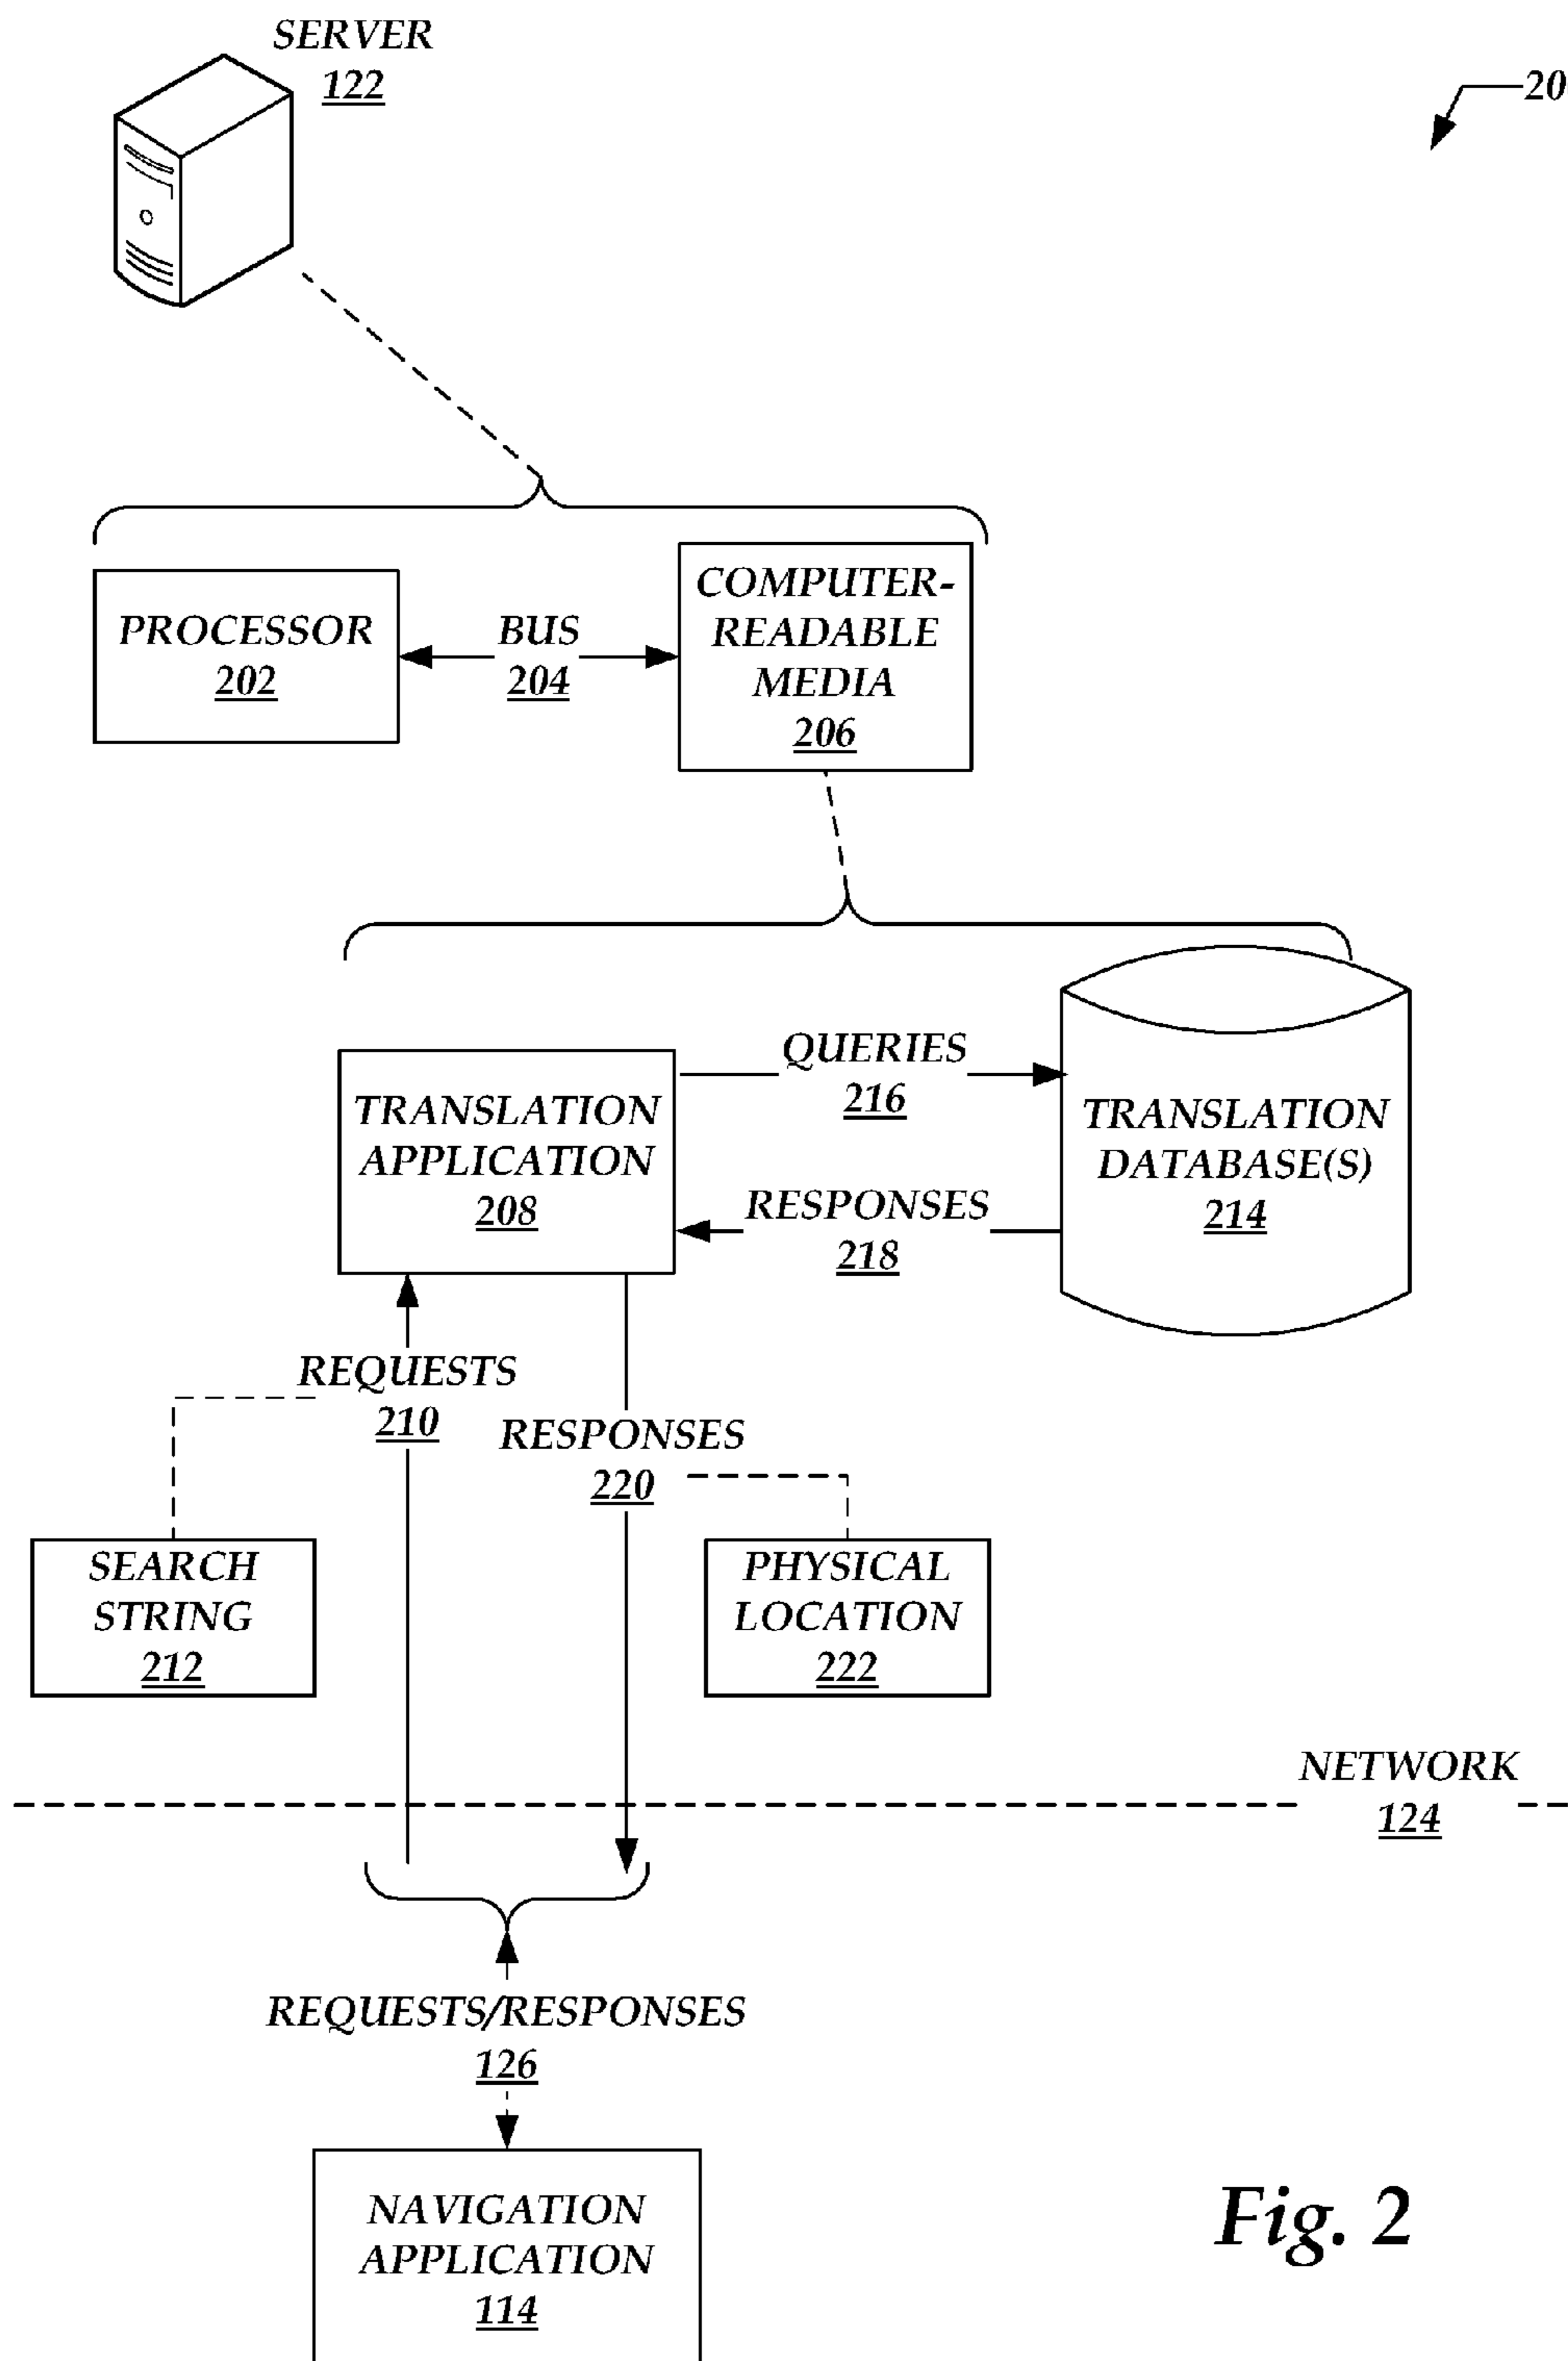 SERVER
122
20
PROCESSOR
202
BUS
204
COMPUTER-
READABLE
MEDIA
206
QUERIES
216
TRANSLATION
APPLICATION
208
TRANSLATION
DATABASE(S)
214
RESPONSES
218
REQUESTS
210
RESPONSES
220
SEARCH
STRING
212
PHYSICAL
LOCATION
222
NETWORK
124
REQUESTS/RESPONSES
126
NAVIGATION
APPLICATION
114
Fig. 2